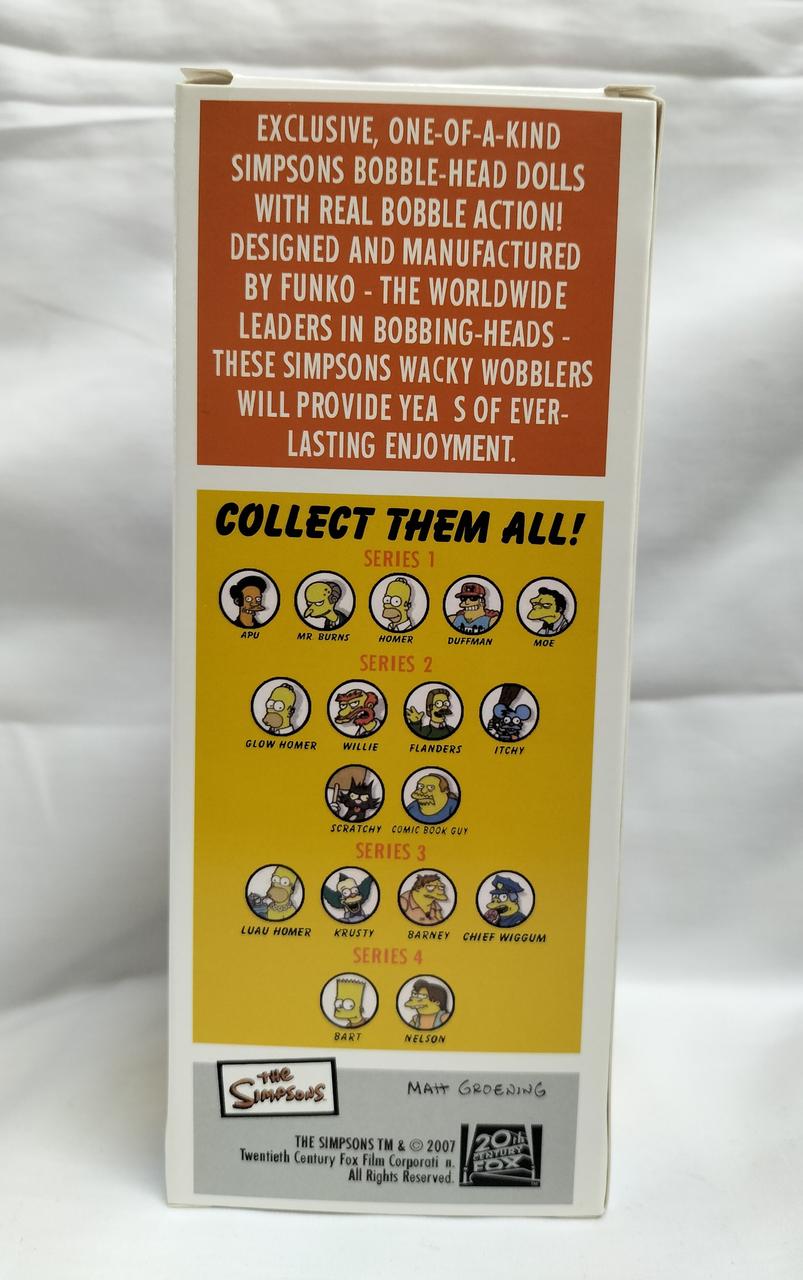 EXCLUSIVE, ONE-OF-A-KIND
SIMPSONS BOBBLE-HEAD DOLLS
WITH REAL BOBBLE ACTION!
DESIGNED AND MANUFACTURED
BY FUNKO - THE WORLDWIDE
LEADERS IN BOBBING-HEADS -
THESE SIMPSONS WACKY WOBBLERS
WILL PROVIDE YEA S OF EVER-
LASTING ENJOYMENT.
COLLECT THEM ALL!
SERIES 1
APU MR. BURNS HOMER DUFFMAN MOE
SERIES 2
GLOW HOMER WILLIE FLANDERS ITCHY
SCRATCHY COMIC BOOK GUY
SERIES 3
LUAU HOMER KRUSTY BARNEY CHIEF WIGGUM
SERIES 4
BART NELSON
THE
SIMPSONS
MATT GROENING
THE SIMPSONS TM & © 2007
Twentieth Century Fox Film Corporati n.
All Rights Reserved.
20th
CENTURY
FOX